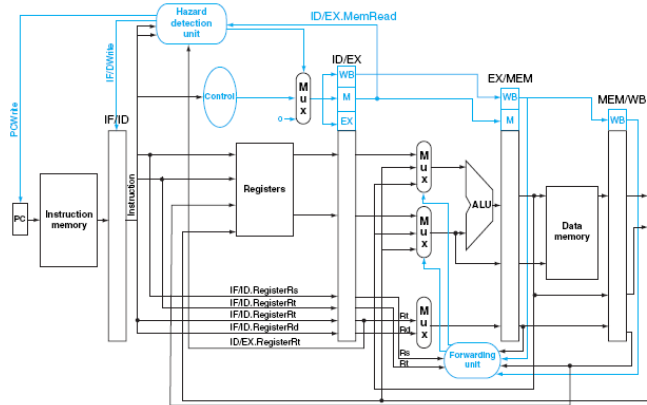 Hazard
detection
unit
ID/EX.MemRead
PCWrite
IF/DWrite
IF/ID
Control
0
Mux
ID/EX
WB
M
EX
EX/MEM
WB
M
MEM/WB
WB
PC
Instruction
memory
Instruction
Registers
Mux
Mux
ALU
Data
memory
IF/ID.RegisterRs
IF/ID.RegisterRt
IF/ID.RegisterRt
IF/ID.RegisterRd
ID/EX.RegisterRt
Rt
Rd
Mux
Rs
Rt
Forwarding
unit